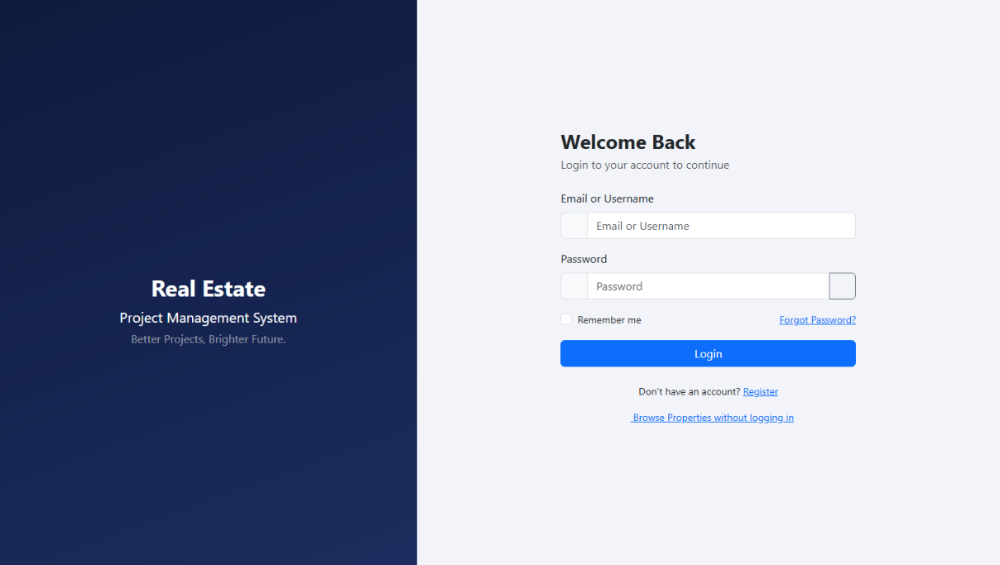 Real Estate
Project Management System
Better Projects, Brighter Future.
Welcome Back
Login to your account to continue
Email or Username
Email or Username
Password
Password
Remember me Forgot Password?
Login
Don't have an account? Register
Browse Properties without logging in